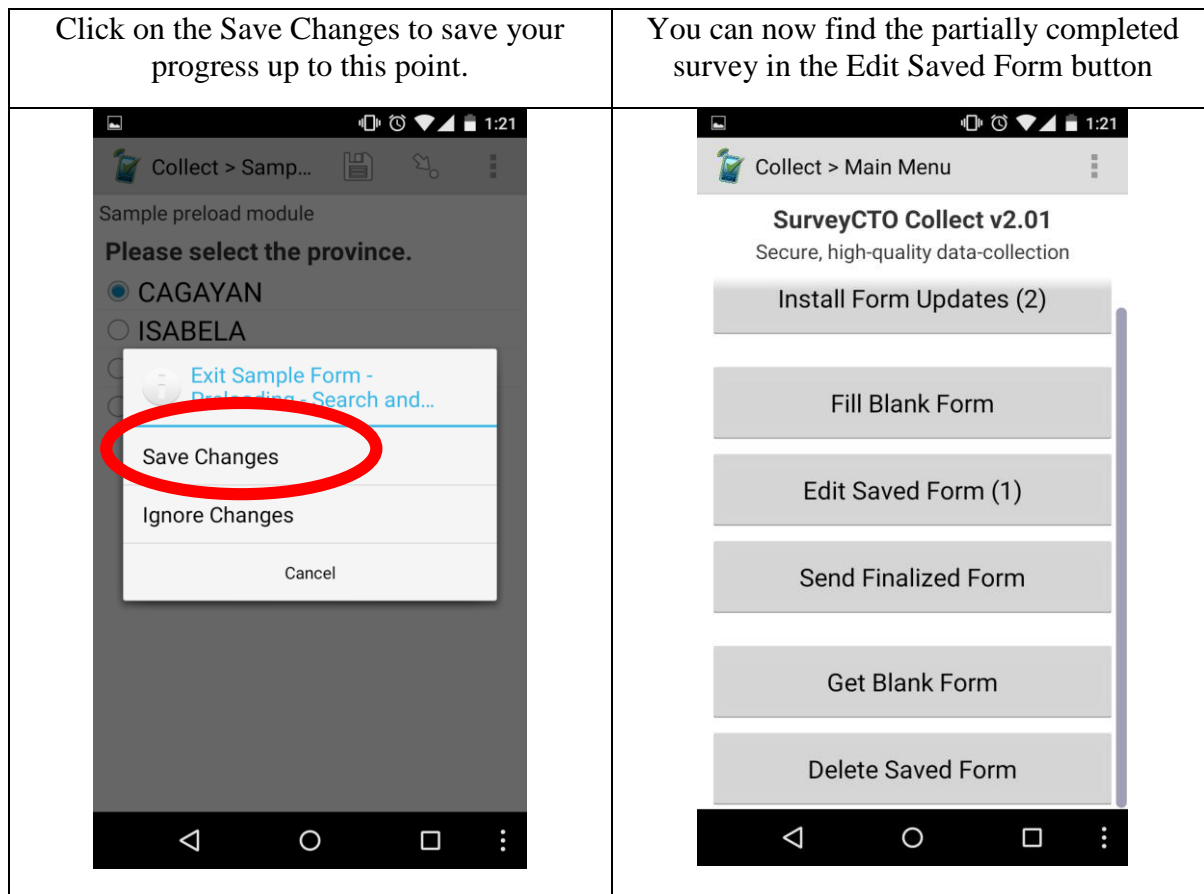 Click on the Save Changes to save your
progress up to this point.
You can now find the partially completed
survey in the Edit Saved Form button
1:21
Collect > Samp...
Sample preload module
Please select the province.
CAGAYAN
ISABELA
Exit Sample Form -
Preloading - Search and...
Save Changes
Ignore Changes
Cancel
1:21
Collect > Main Menu
SurveyCTO Collect v2.01
Secure, high-quality data-collection
Install Form Updates (2)
Fill Blank Form
Edit Saved Form (1)
Send Finalized Form
Get Blank Form
Delete Saved Form